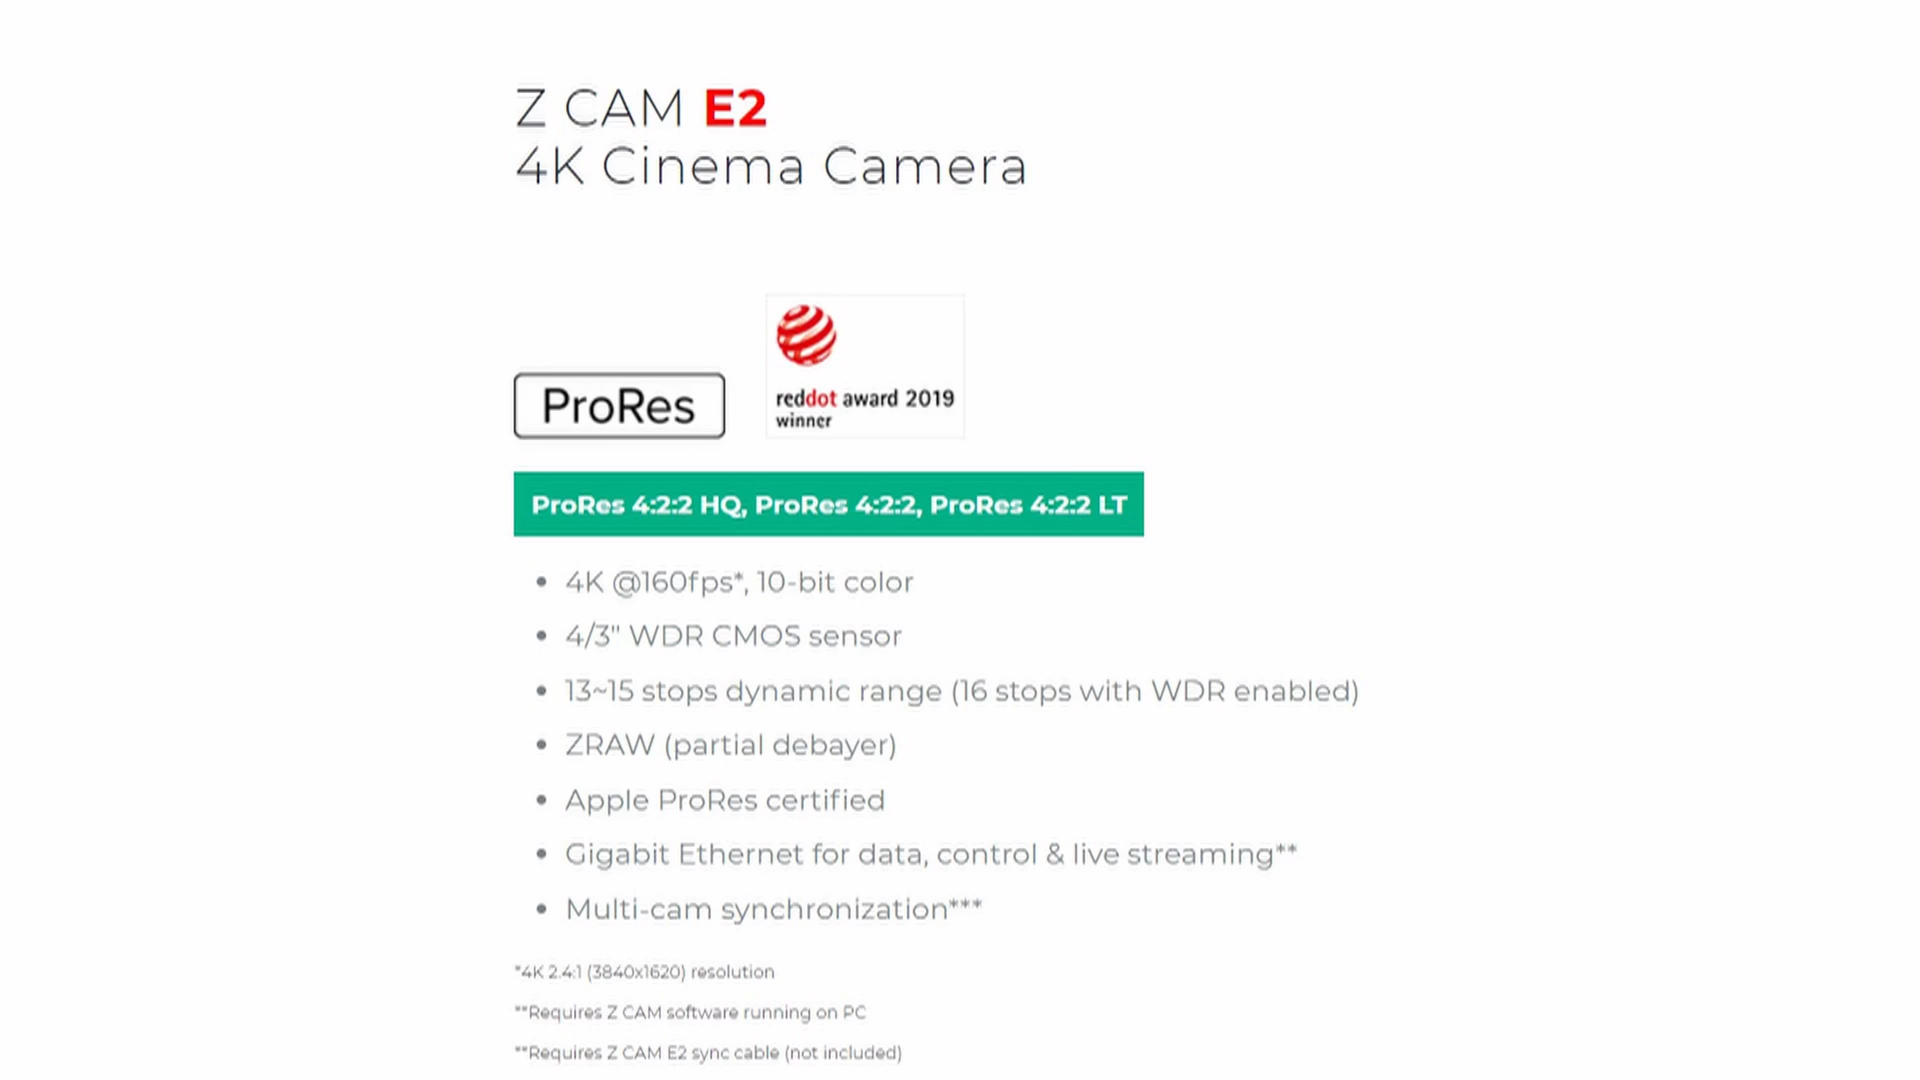 Z CAM E2
4K Cinema Camera
ProRes
reddot award 2019
winner
ProRes 4:2:2 HQ, ProRes 4:2:2, ProRes 4:2:2 LT
• 4K @160fps*, 10-bit color
• 4/3" WDR CMOS sensor
• 13~15 stops dynamic range (16 stops with WDR enabled)
• ZRAW (partial debayer)
• Apple ProRes certified
• Gigabit Ethernet for data, control & live streaming**
• Multi-cam synchronization***
*4K 2.4:1 (3840x1620) resolution
**Requires Z CAM software running on PC
**Requires Z CAM E2 sync cable (not included)